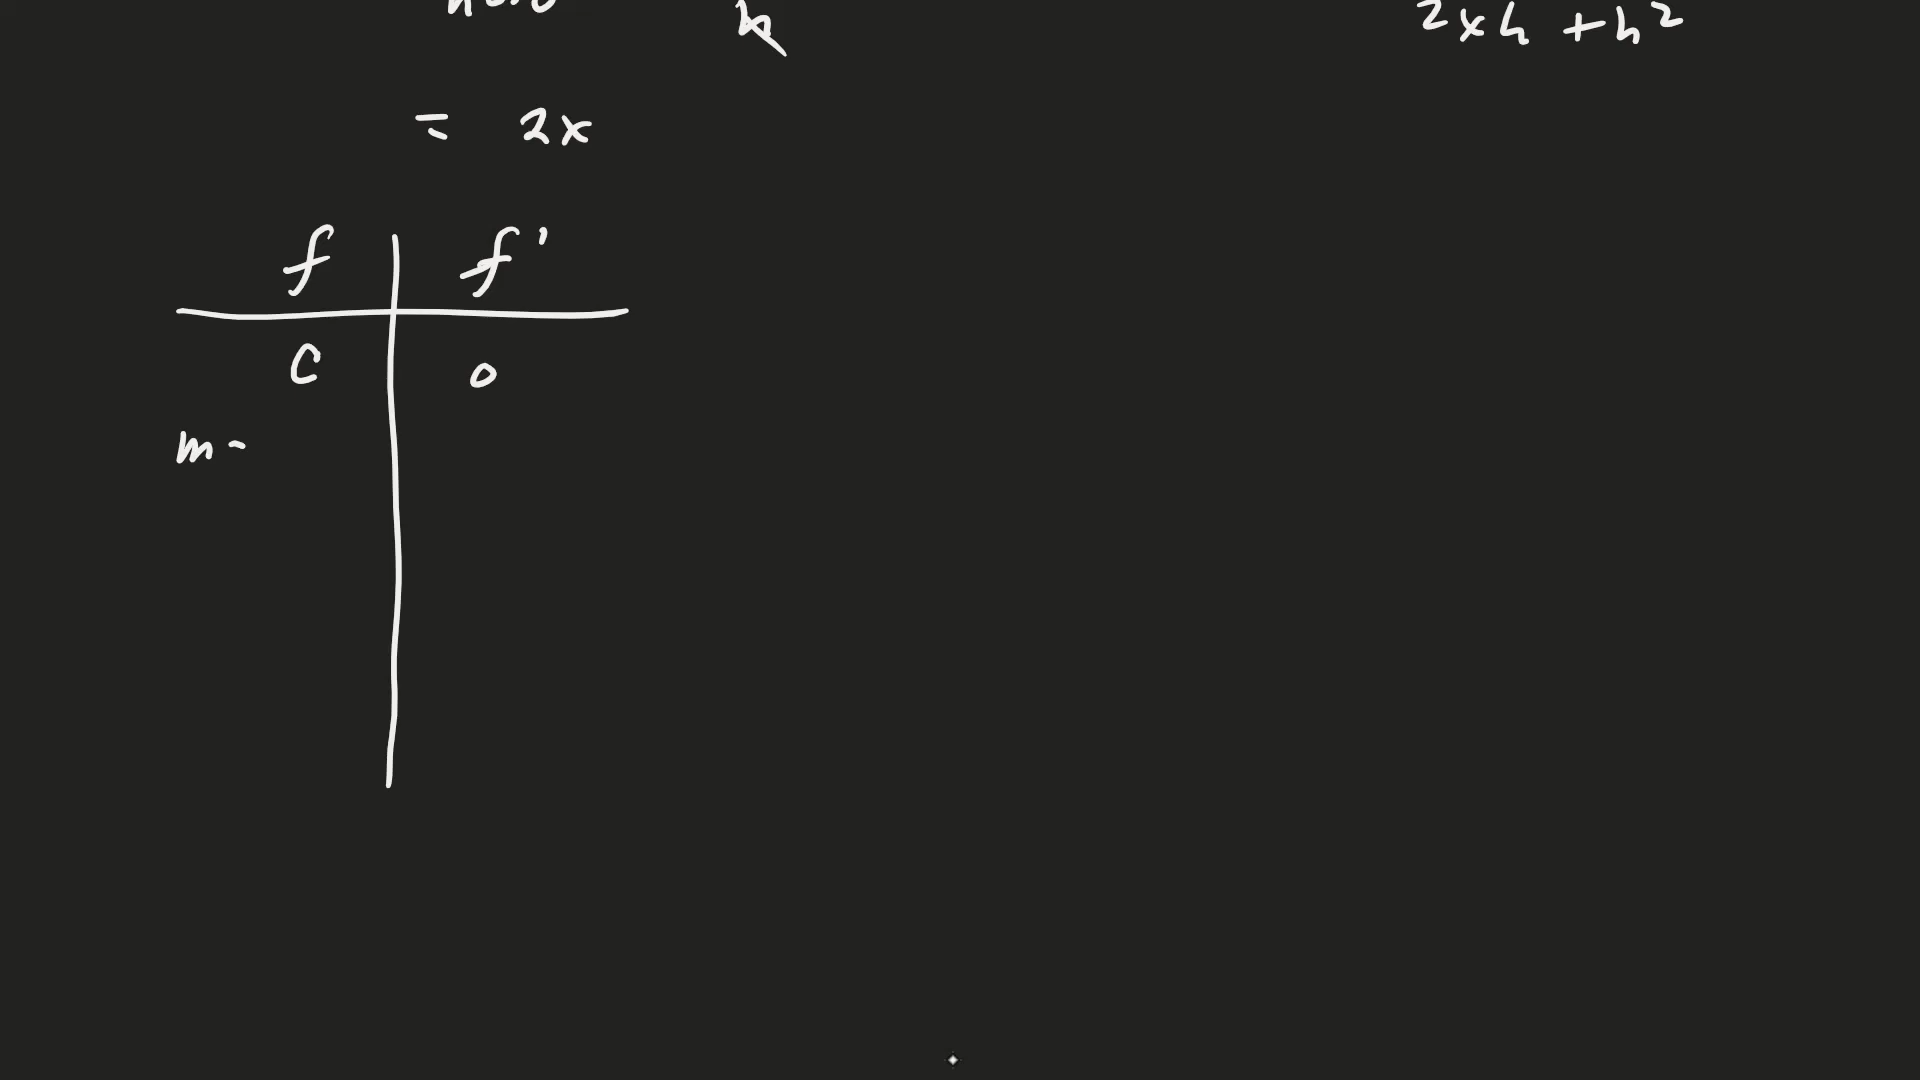 h
2xh + h²
= 2x
f f'
c 0
m -